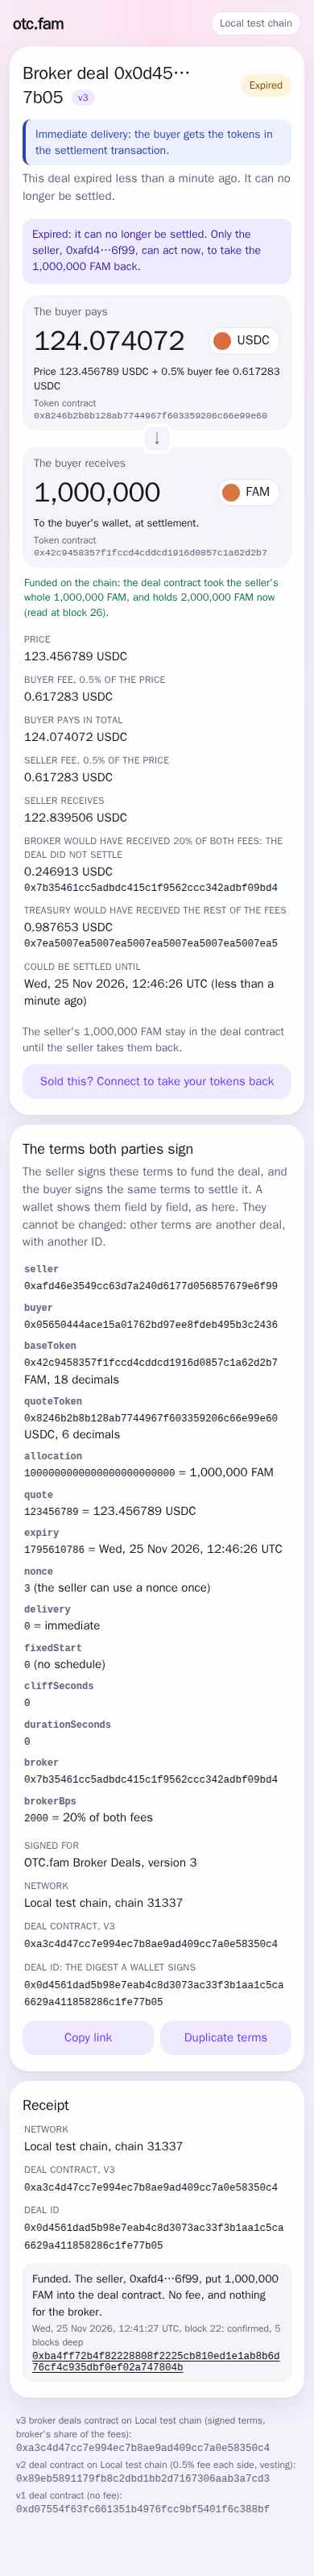 otc.fam
Local test chain
Broker deal 0x0d45···
7b05 v3
Expired
Immediate delivery: the buyer gets the tokens in
the settlement transaction.
This deal expired less than a minute ago. It can no
longer be settled.
Expired: it can no longer be settled. Only the
seller, 0xafd4···6f99, can act now, to take the
1,000,000 FAM back.
The buyer pays
124.074072
USDC
Price 123.456789 USDC + 0.5% buyer fee 0.617283
USDC
Token contract
0x8246b2b8b128ab7744967f603359206c66e99e60
↓
The buyer receives
1,000,000
FAM
To the buyer's wallet, at settlement.
Token contract
0x42c9458357f1fccd4cddcd1916d0857c1a62d2b7
Funded on the chain: the deal contract took the seller's
whole 1,000,000 FAM, and holds 2,000,000 FAM now
(read at block 26).
PRICE
123.456789 USDC
BUYER FEE, 0.5% OF THE PRICE
0.617283 USDC
BUYER PAYS IN TOTAL
124.074072 USDC
SELLER FEE, 0.5% OF THE PRICE
0.617283 USDC
SELLER RECEIVES
122.839506 USDC
BROKER WOULD HAVE RECEIVED 20% OF BOTH FEES: THE
DEAL DID NOT SETTLE
0.246913 USDC
0x7b35461cc5adbdc415c1f9562ccc342adbf09bd4
TREASURY WOULD HAVE RECEIVED THE REST OF THE FEES
0.987653 USDC
0x7ea5007ea5007ea5007ea5007ea5007ea5007ea5
COULD BE SETTLED UNTIL
Wed, 25 Nov 2026, 12:46:26 UTC (less than a
minute ago)
The seller's 1,000,000 FAM stay in the deal contract
until the seller takes them back.
Sold this? Connect to take your tokens back
The terms both parties sign
The seller signs these terms to fund the deal, and
the buyer signs the same terms to settle it. A
wallet shows them field by field, as here. They
cannot be changed: other terms are another deal,
with another ID.
seller
0xafd46e3549cc63d7a240d6177d056857679e6f99
buyer
0x05650444ace15a01762bd97ee8fdeb495b3c2436
baseToken
0x42c9458357f1fccd4cddcd1916d0857c1a62d2b7
FAM, 18 decimals
quoteToken
0x8246b2b8b128ab7744967f603359206c66e99e60
USDC, 6 decimals
allocation
1000000000000000000000000 = 1,000,000 FAM
quote
123456789 = 123.456789 USDC
expiry
1795610786 = Wed, 25 Nov 2026, 12:46:26 UTC
nonce
3 (the seller can use a nonce once)
delivery
0 = immediate
fixedStart
0 (no schedule)
cliffSeconds
0
durationSeconds
0
broker
0x7b35461cc5adbdc415c1f9562ccc342adbf09bd4
brokerBps
2000 = 20% of both fees
SIGNED FOR
OTC.fam Broker Deals, version 3
NETWORK
Local test chain, chain 31337
DEAL CONTRACT, V3
0xa3c4d47cc7e994ec7b8ae9ad409cc7a0e58350c4
DEAL ID: THE DIGEST A WALLET SIGNS
0x0d4561dad5b98e7eab4c8d3073ac33f3b1aa1c5ca
6629a411858286c1fe77b05
Copy link
Duplicate terms
Receipt
NETWORK
Local test chain, chain 31337
DEAL CONTRACT, V3
0xa3c4d47cc7e994ec7b8ae9ad409cc7a0e58350c4
DEAL ID
0x0d4561dad5b98e7eab4c8d3073ac33f3b1aa1c5ca
6629a411858286c1fe77b05
Funded. The seller, 0xafd4···6f99, put 1,000,000
FAM into the deal contract. No fee, and nothing
for the broker.
Wed, 25 Nov 2026, 12:41:27 UTC, block 22: confirmed, 5
blocks deep
0xba4ff72b4f82228808f2225cb810ed1e1ab8b6d
76cf4c935dbf0ef02a747804b
v3 broker deals contract on Local test chain (signed terms,
broker's share of the fees):
0xa3c4d47cc7e994ec7b8ae9ad409cc7a0e58350c4
v2 deal contract on Local test chain (0.5% fee each side, vesting):
0x89eb5891179fb8c2dbd1bb2d7167306aab3a7cd3
v1 deal contract (no fee):
0xd07554f63fc661351b4976fcc9bf5401f6c388bf